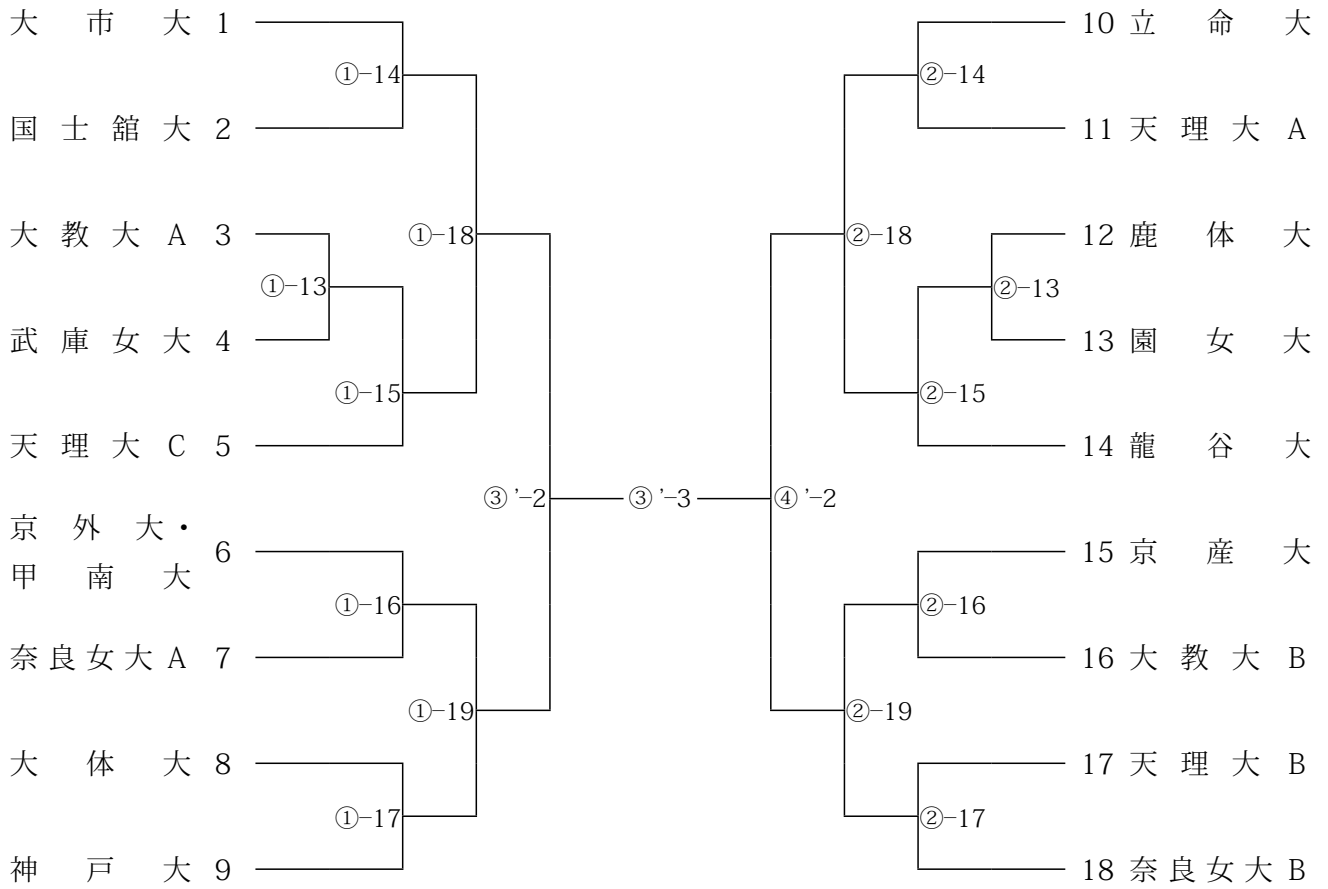 大市大 1
①-14
国士舘大 2
大教大A 3
①-18
①-13
武庫女大 4
①-15
天理大C 5
③'-2
京外大・甲南大 6
①-16
奈良女大A 7
①-19
大体大 8
①-17
神戸大 9
③'-3
10 立命大
②-14
11 天理大A
②-18
12 鹿体大
②-13
13 園女大
②-15
14 龍谷大
④'-2
15 京産大
②-16
16 大教大B
②-19
17 天理大B
②-17
18 奈良女大B